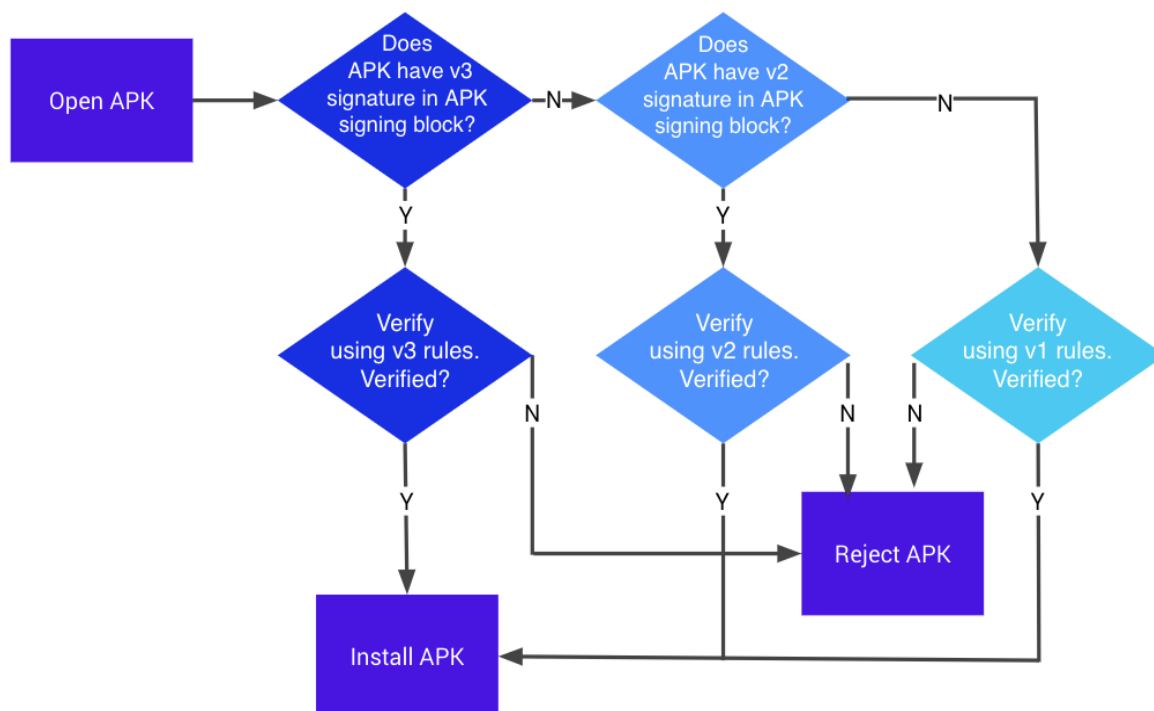 Open APK
Does
APK have v3
signature in APK
signing block?
N
Does
APK have v2
signature in APK
signing block?
N
Y
Y
Verify
using v3 rules.
Verified?
Verify
using v2 rules.
Verified?
Verify
using v1 rules.
Verified?
N
N
N
Y
Y
Y
Reject APK
Install APK